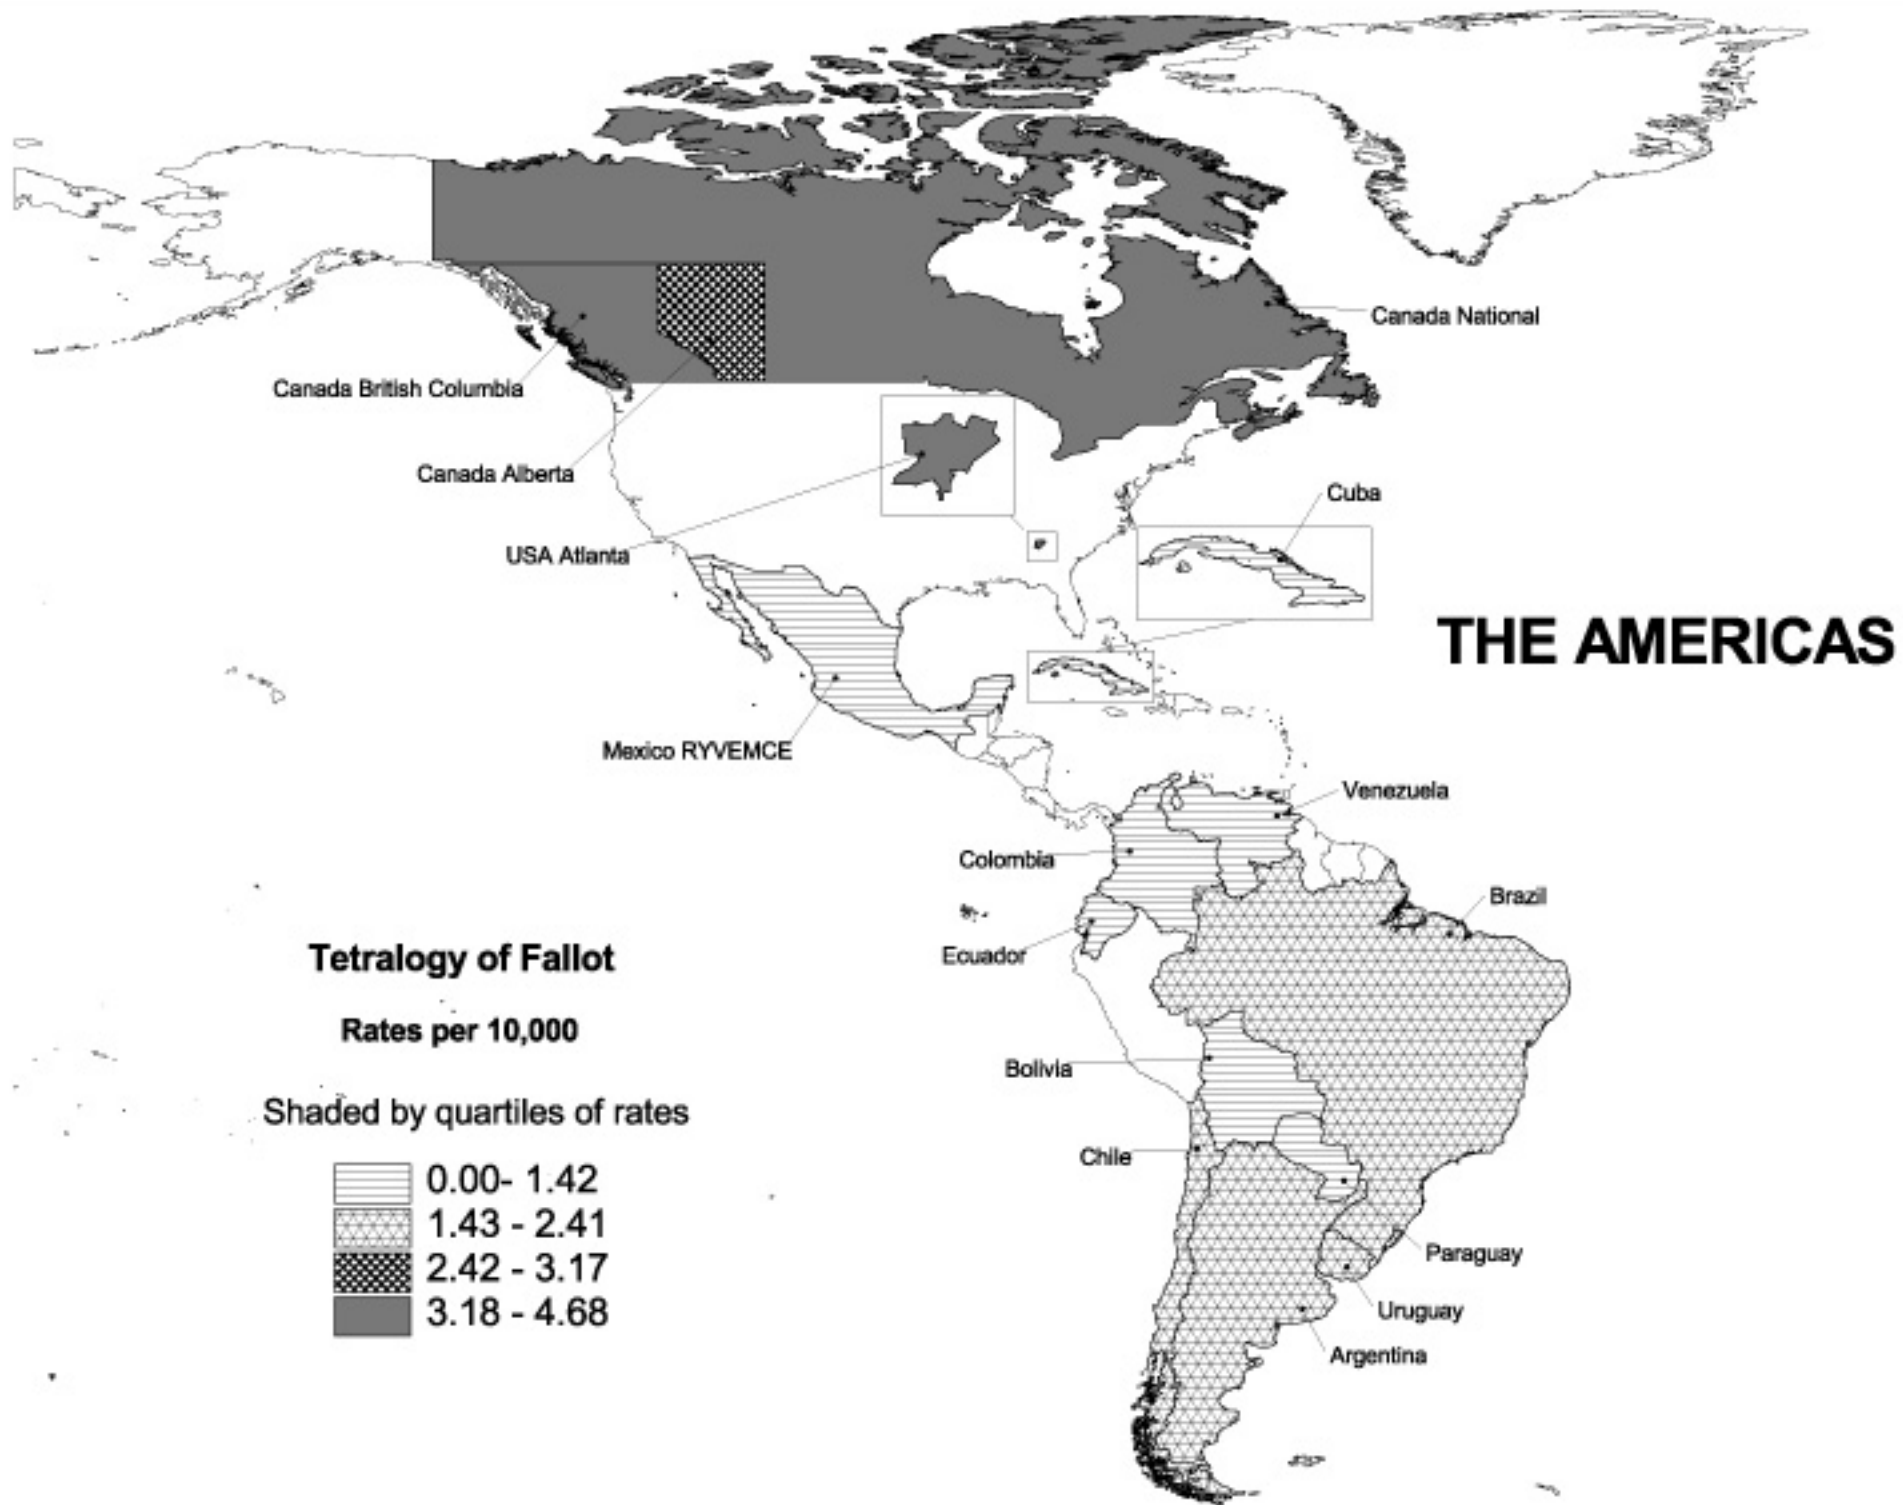 Canada National
Canada British Columbia
Canada Alberta
Cuba
USA Atlanta
THE AMERICAS
Mexico RYVEMCE
Venezuela
Colombia
Brazil
Ecuador
Tetralogy of Fallot
Rates per 10,000
Bolivia
Shaded by quartiles of rates
Chile
0.00- 1.42
1.43 - 2.41
2.42 - 3.17
3.18 - 4.68
Paraguay
Uruguay
Argentina